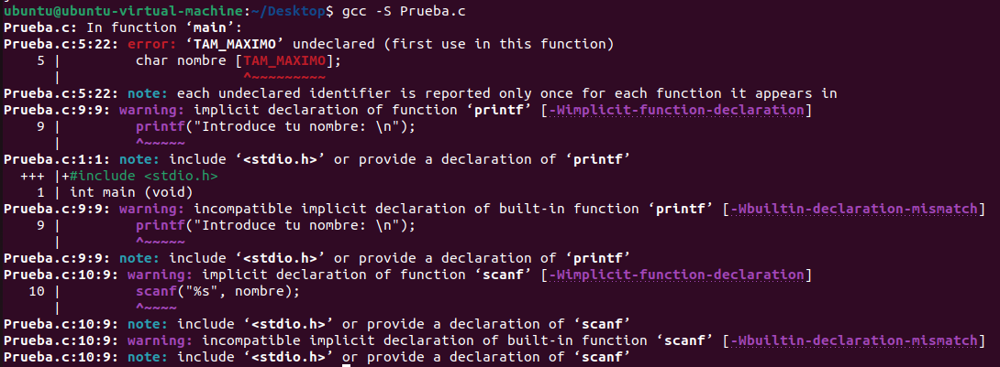 ubuntu@ubuntu-virtual-machine:~/Desktop$ gcc -S Prueba.c
Prueba.c: In function ‘main’:
Prueba.c:5:22: error: ‘TAM_MAXIMO’ undeclared (first use in this function)
    5 |         char nombre [TAM_MAXIMO];
      |                      ^~~~~~~~~~
Prueba.c:5:22: note: each undeclared identifier is reported only once for each function it appears in
Prueba.c:9:9: warning: implicit declaration of function ‘printf’ [-Wimplicit-function-declaration]
    9 |         printf("Introduce tu nombre: \n");
      |         ^~~~~~
Prueba.c:1:1: note: include ‘<stdio.h>’ or provide a declaration of ‘printf’
  +++ |+#include <stdio.h>
    1 | int main (void)
Prueba.c:9:9: warning: incompatible implicit declaration of built-in function ‘printf’ [-Wbuiltin-declaration-mismatch]
    9 |         printf("Introduce tu nombre: \n");
      |         ^~~~~~
Prueba.c:9:9: note: include ‘<stdio.h>’ or provide a declaration of ‘printf’
Prueba.c:10:9: warning: implicit declaration of function ‘scanf’ [-Wimplicit-function-declaration]
   10 |         scanf("%s", nombre);
      |         ^~~~~
Prueba.c:10:9: note: include ‘<stdio.h>’ or provide a declaration of ‘scanf’
Prueba.c:10:9: warning: incompatible implicit declaration of built-in function ‘scanf’ [-Wbuiltin-declaration-mismatch]
Prueba.c:10:9: note: include ‘<stdio.h>’ or provide a declaration of ‘scanf’